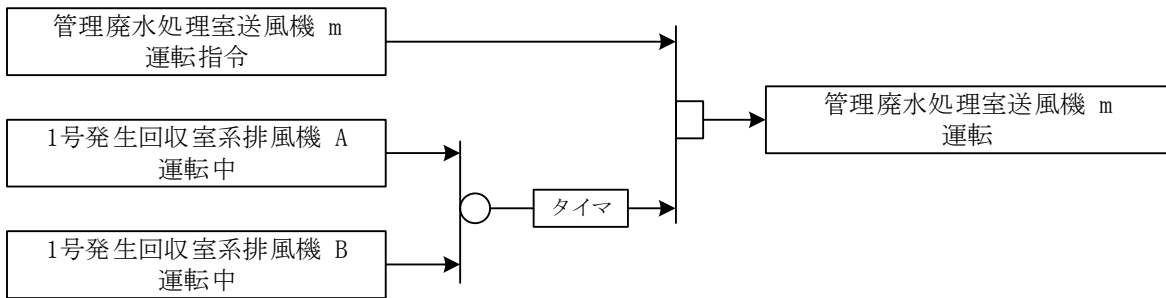 管理廃水処理室送風機 m
運転指令
1号発生回収室系排風機 A
運転中
1号発生回収室系排風機 B
運転中
タイマ
管理廃水処理室送風機 m
運転